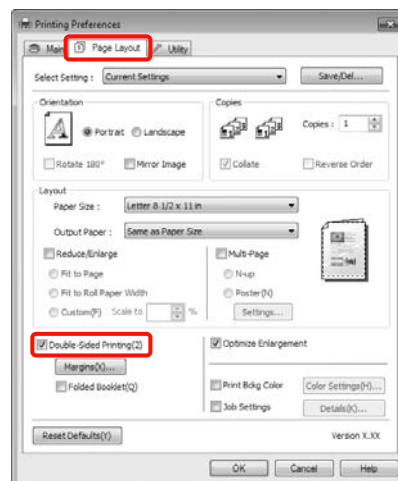 Printing Preferences
Main Page Layout Utility
Select Setting : Current Settings Save/Del...
Orientation
Portrait Landscape
Rotate 180° Mirror Image
Copies
Copies : 1
Collate Reverse Order
Layout
Paper Size : Letter 8 1/2 x 11 in
Output Paper : Same as Paper Size
Reduce/Enlarge
Fit to Page
Fit to Roll Paper Width
Custom(F) Scale to %
Multi-Page
N-up
Poster(N)
Settings...
Double-Sided Printing(2)
Margins(X)...
Folded Booklet(Q)
Optimize Enlargement
Print Bckg Color Color Settings(H)...
Job Settings Details(K)...
Reset Defaults(Y) Version X.XX
OK Cancel Help